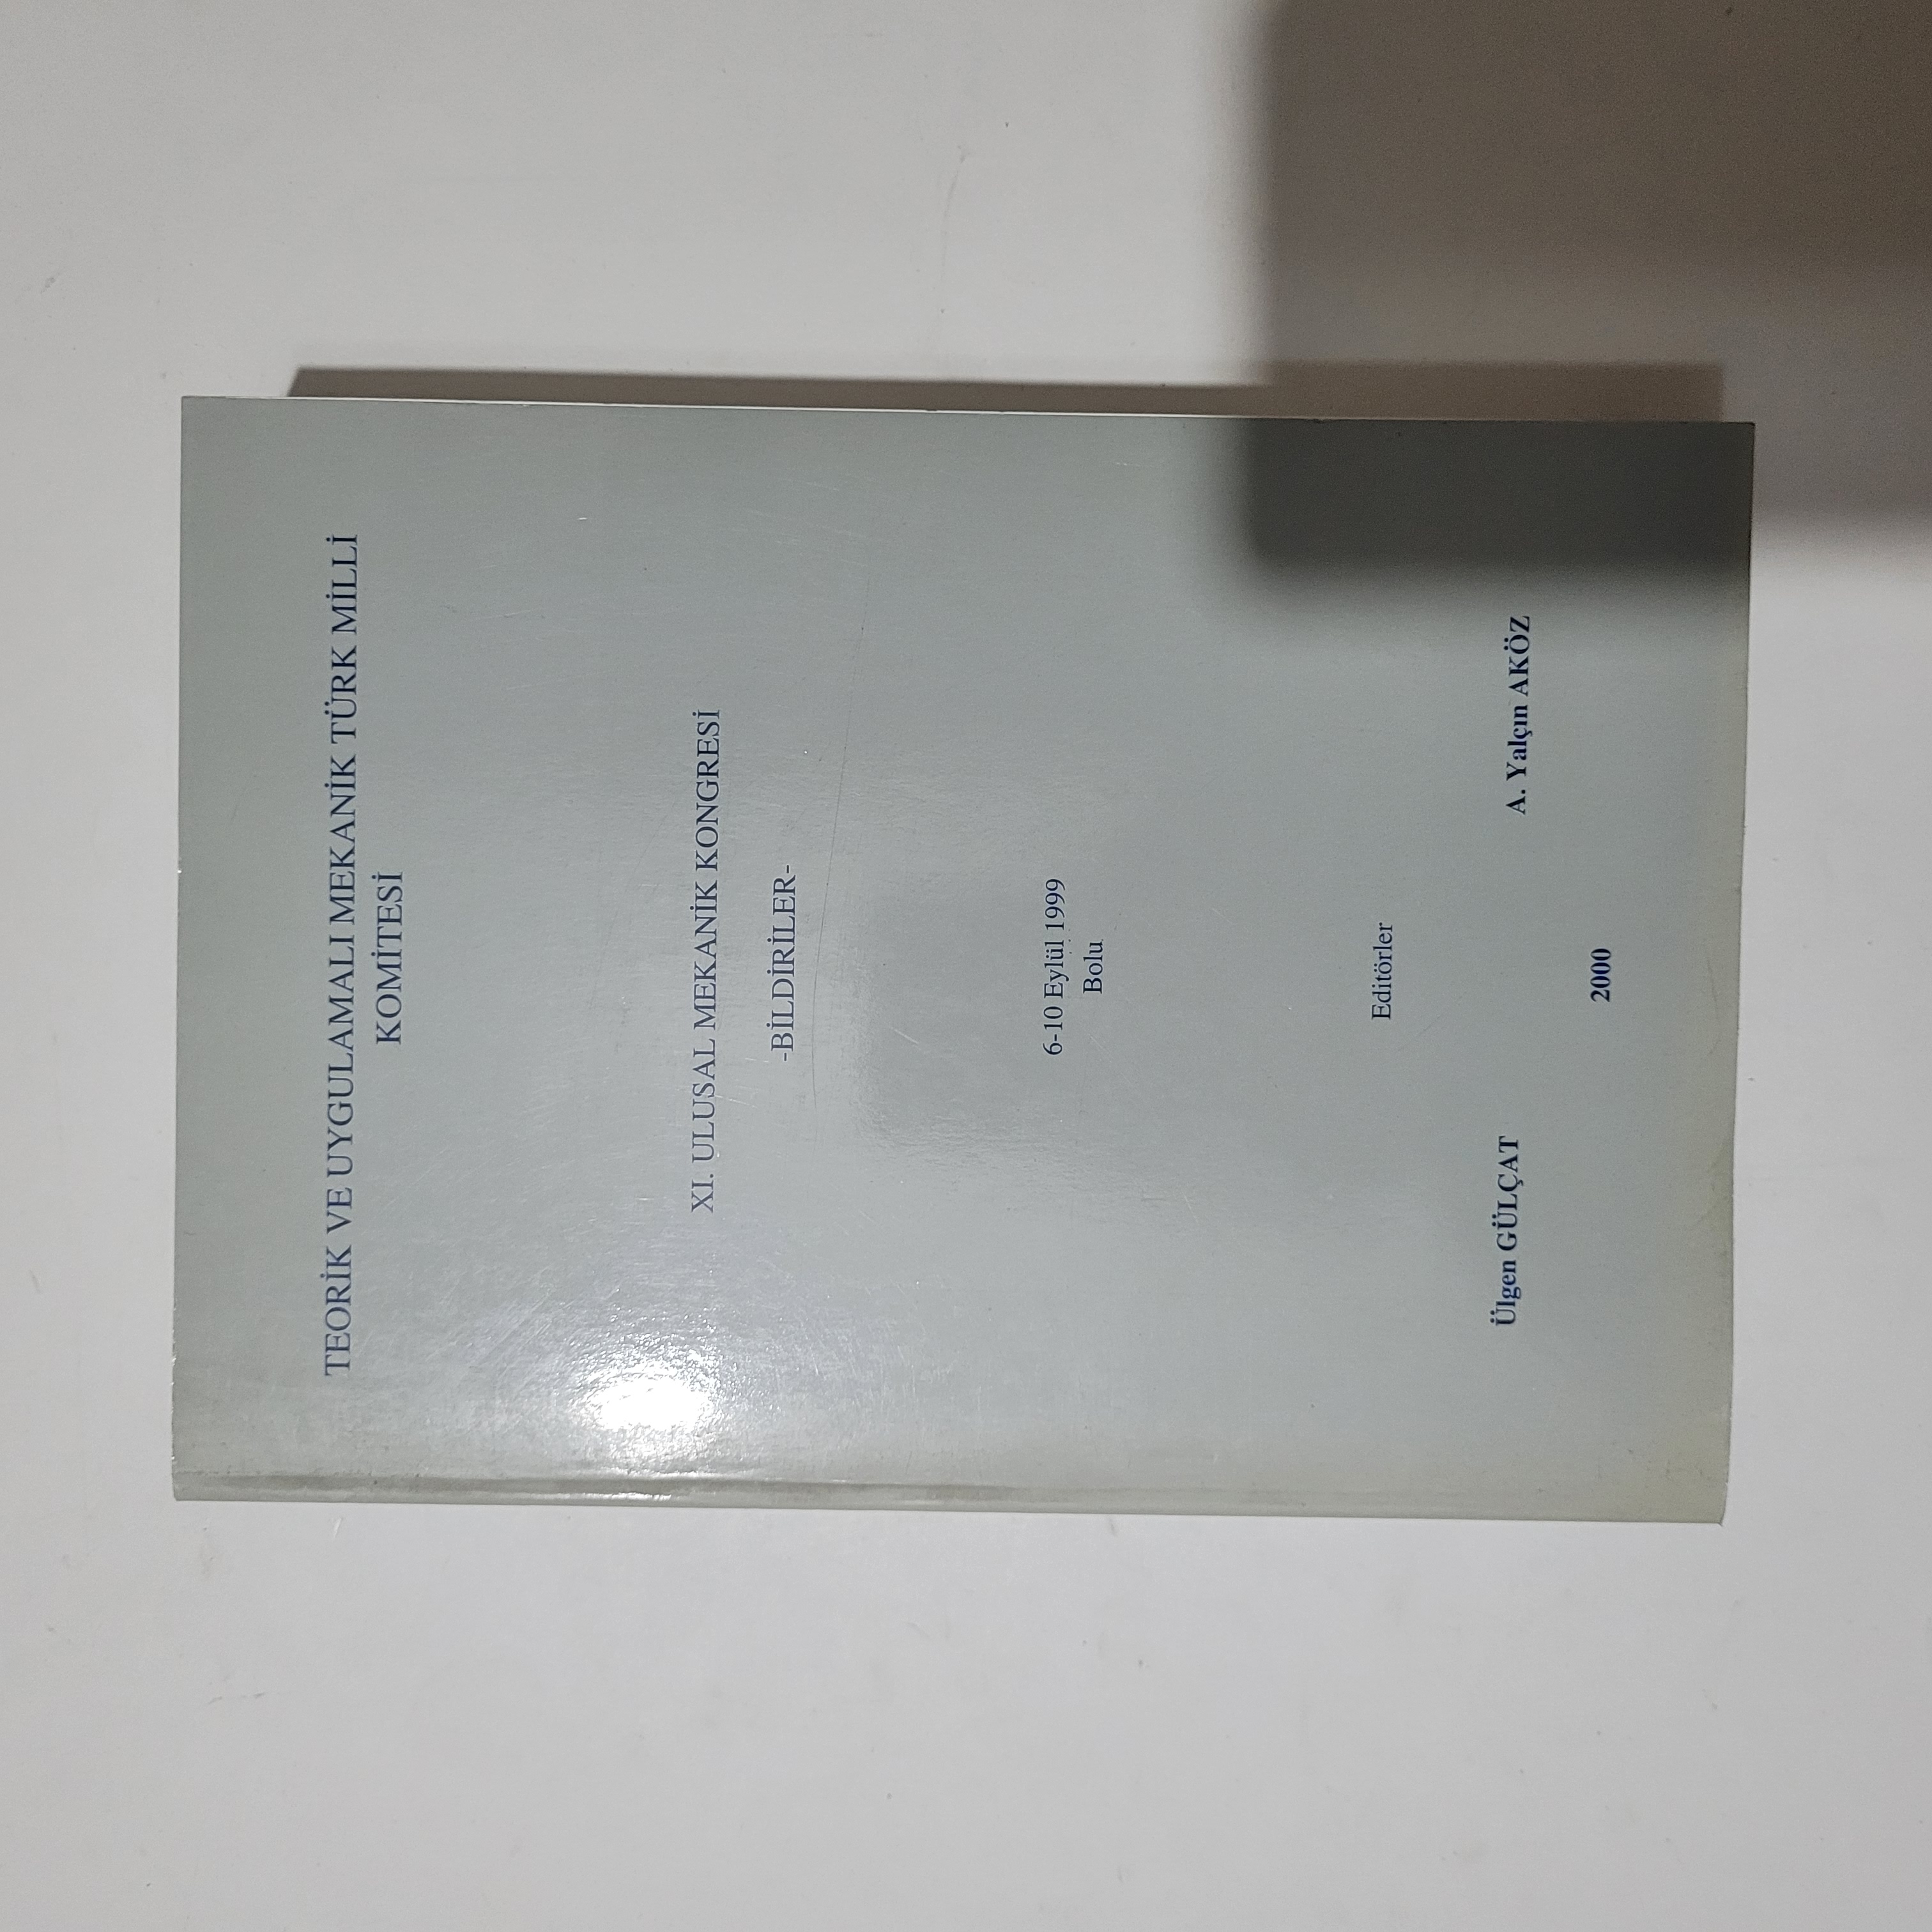 TEORİK VE UYGULAMALI MEKANİK TÜRK MİLLİ
KOMİTESİ
XI. ULUSAL MEKANİK KONGRESİ
-BİLDİRİLER-
6-10 Eylül 1999
Bolu
Editörler
Ülgen GÜLÇAT A. Yalçın AKÖZ
2000